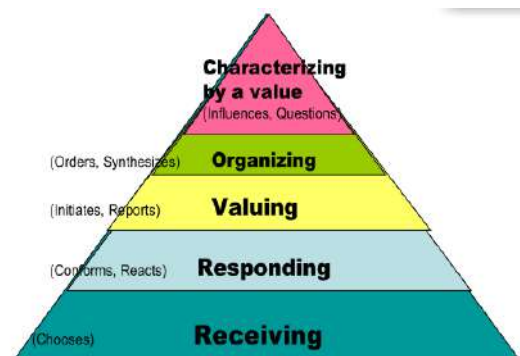 Characterizing
by a value
(Influences, Questions)
(Orders, Synthesizes) Organizing
(Initiates, Reports) Valuing
(Conforms, Reacts) Responding
(Chooses) Receiving